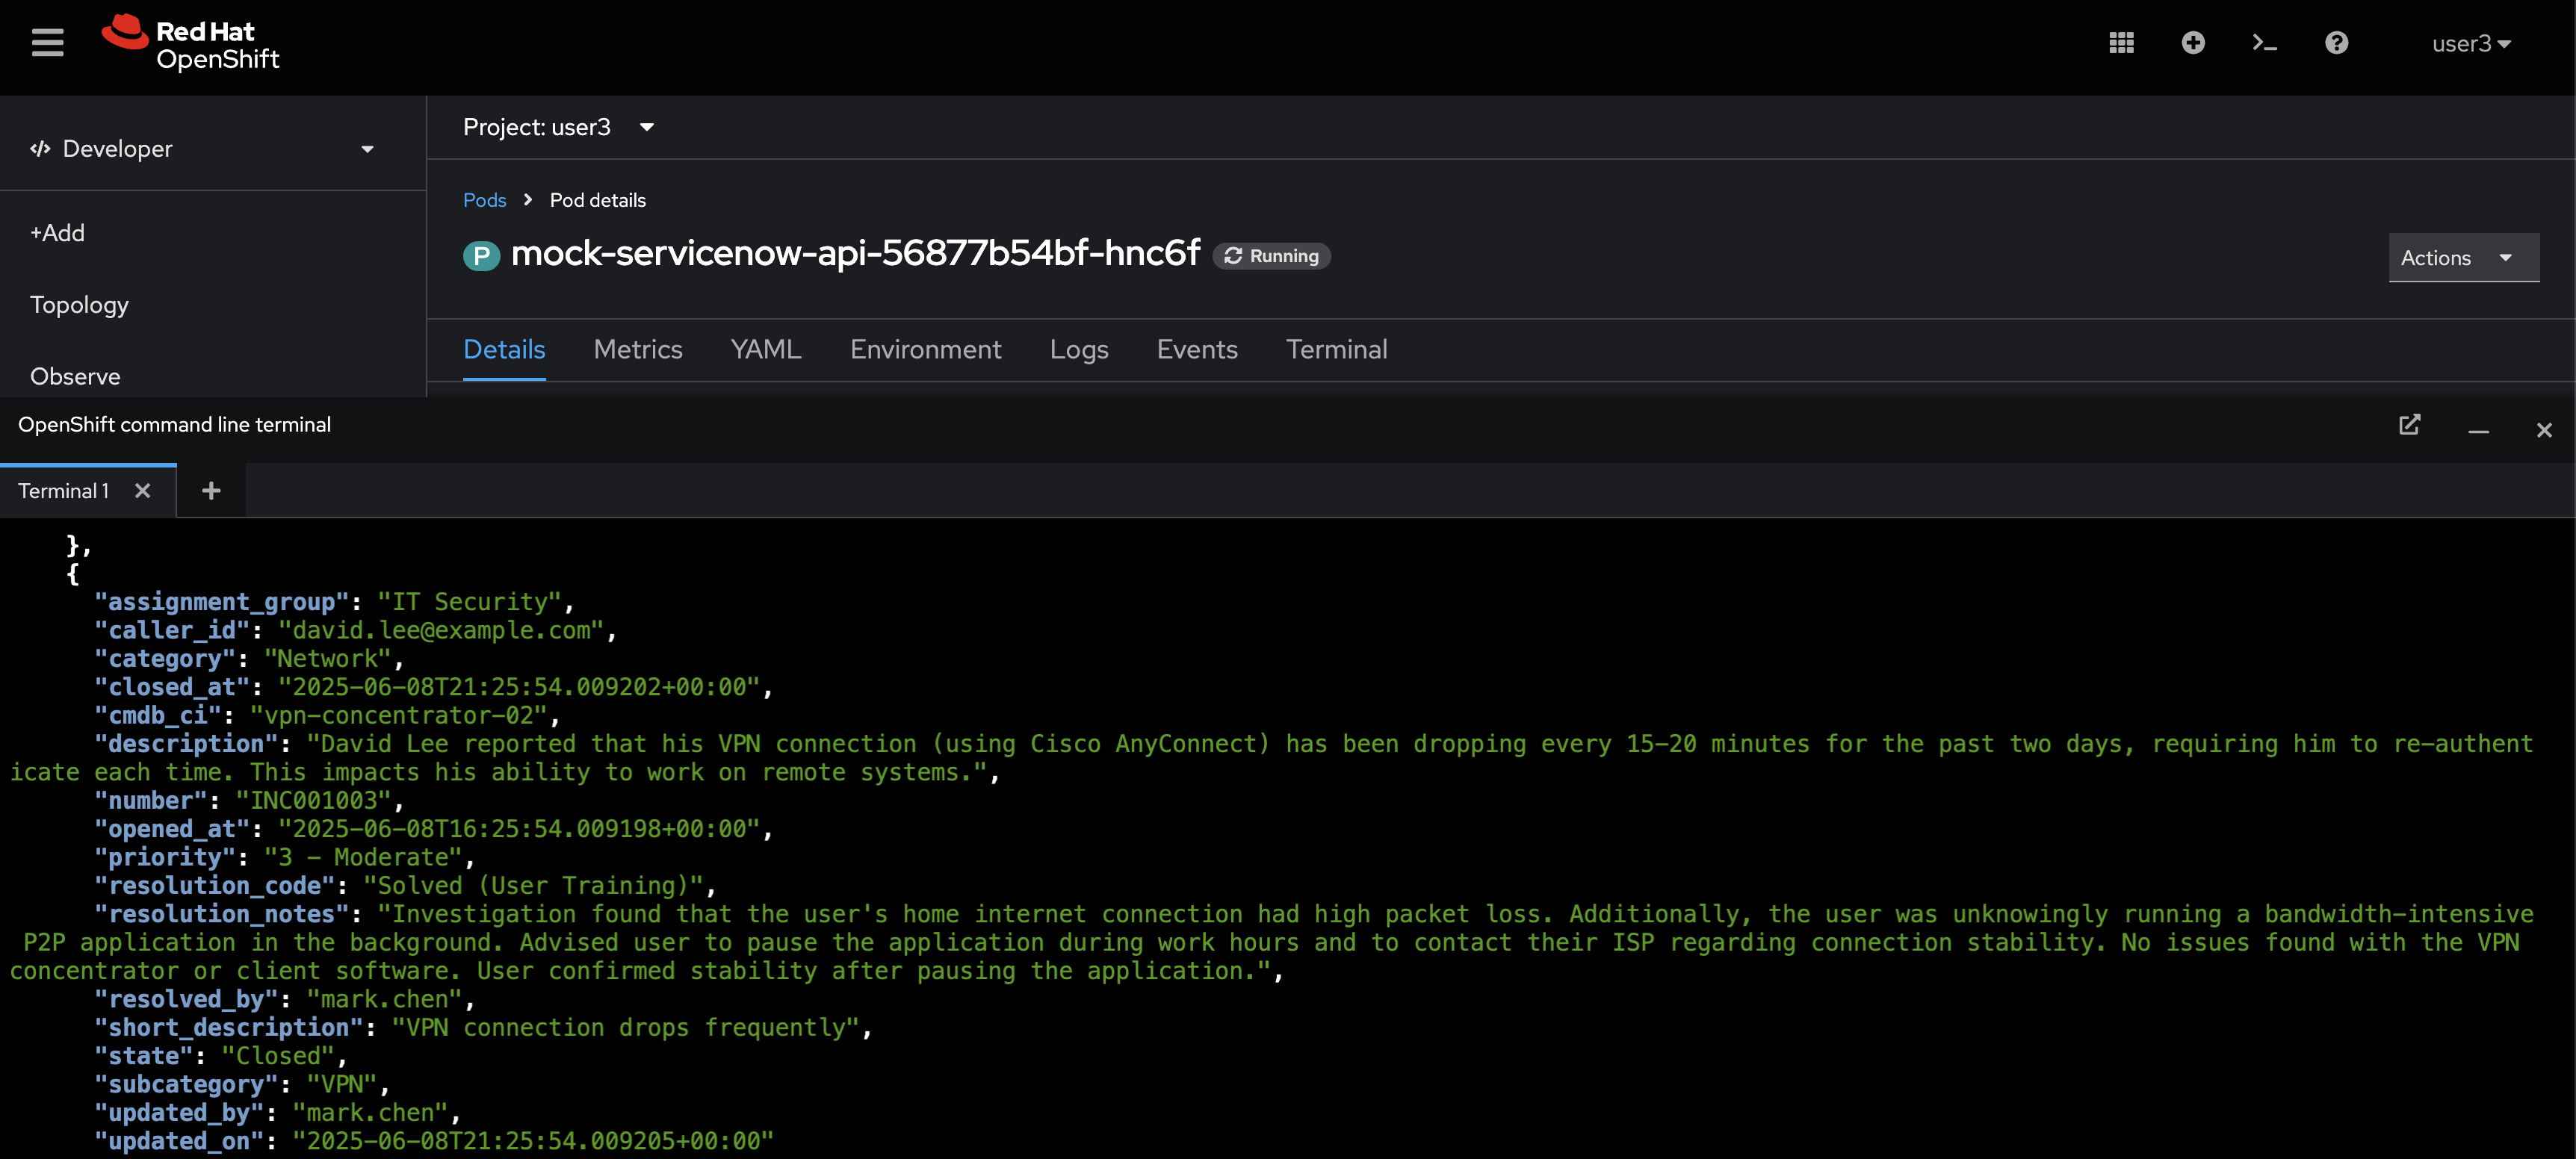 Red Hat
OpenShift
user3
Developer
Project: user3
Pods > Pod details
+Add
P mock-servicenow-api-56877b54bf-hnc6f Running
Actions
Topology
Details Metrics YAML Environment Logs Events Terminal
Observe
OpenShift command line terminal
Terminal 1
},
{
"assignment_group": "IT Security",
"caller_id": "david.lee@example.com",
"category": "Network",
"closed_at": "2025-06-08T21:25:54.009202+00:00",
"cmdb_ci": "vpn-concentrator-02",
"description": "David Lee reported that his VPN connection (using Cisco AnyConnect) has been dropping every 15-20 minutes for the past two days, requiring him to re-authent
icate each time. This impacts his ability to work on remote systems.",
"number": "INC001003",
"opened_at": "2025-06-08T16:25:54.009198+00:00",
"priority": "3 - Moderate",
"resolution_code": "Solved (User Training)",
"resolution_notes": "Investigation found that the user's home internet connection had high packet loss. Additionally, the user was unknowingly running a bandwidth-intensive
P2P application in the background. Advised user to pause the application during work hours and to contact their ISP regarding connection stability. No issues found with the VPN
concentrator or client software. User confirmed stability after pausing the application.",
"resolved_by": "mark.chen",
"short_description": "VPN connection drops frequently",
"state": "Closed",
"subcategory": "VPN",
"updated_by": "mark.chen",
"updated_on": "2025-06-08T21:25:54.009205+00:00"